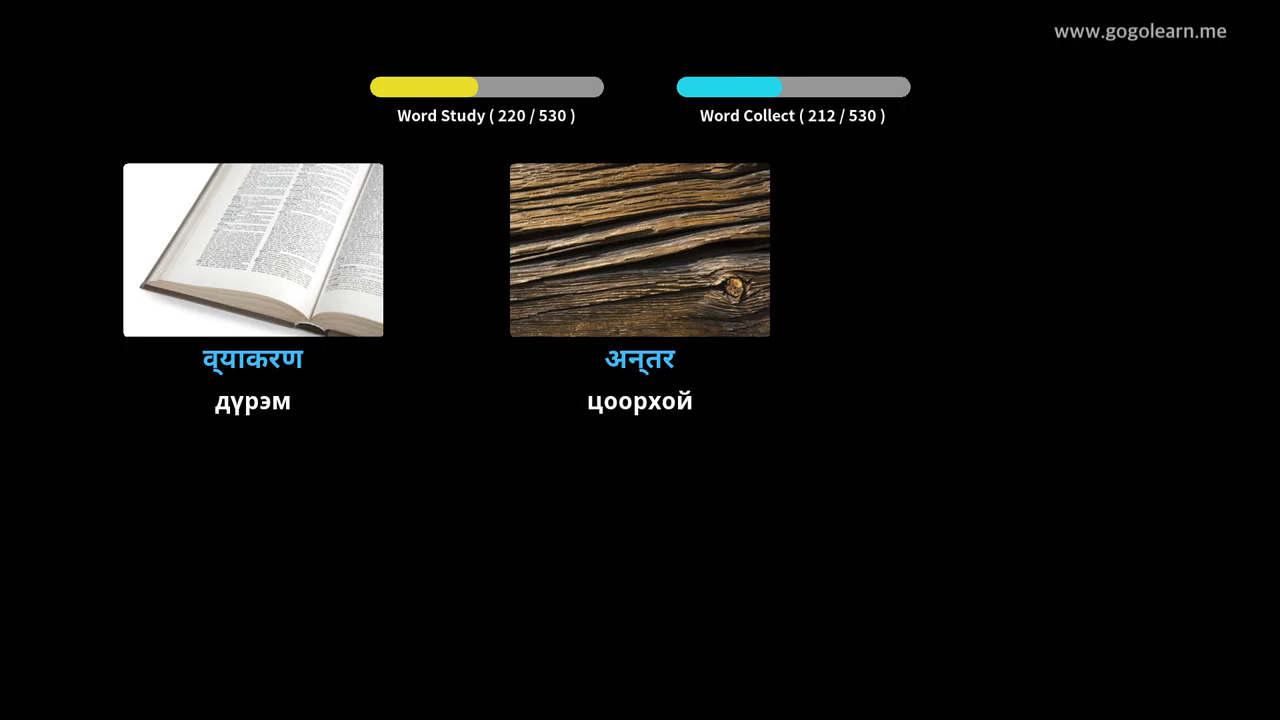 www.gogolearn.me
Word Study ( 220 / 530 )
Word Collect ( 212 / 530 )
व्याकरण
дүрэм
अन्तर
цоорхой